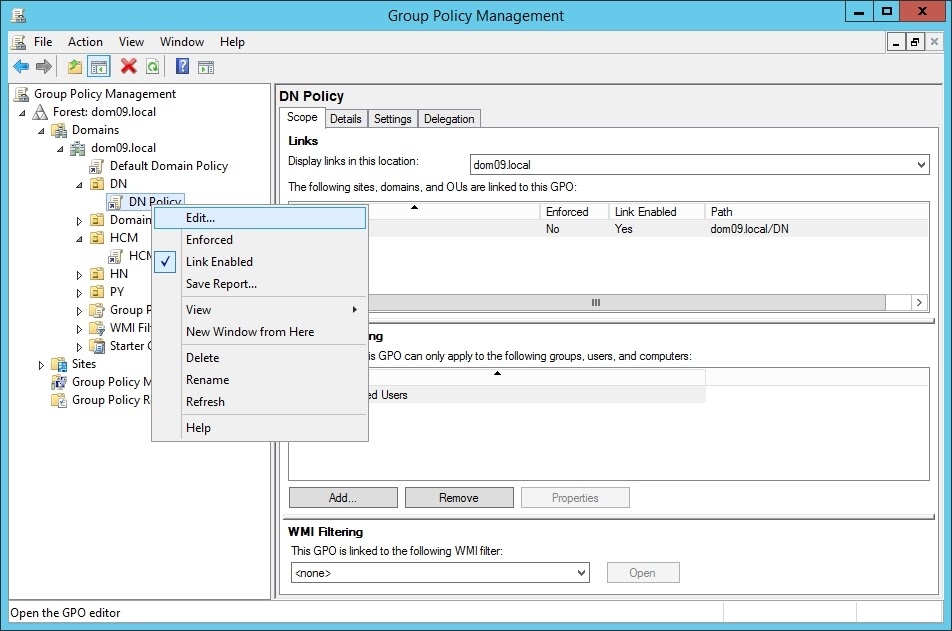 Group Policy Management
File Action View Window Help
Group Policy Management
Forest: dom09.local
Domains
dom09.local
Default Domain Policy
DN
DN Policy
Domain
HCM
HCM
HN
PY
Group P
WMI Fil
Starter G
Sites
Group Policy M
Group Policy R
Edit...
Enforced
Link Enabled
Save Report...
View
New Window from Here
Delete
Rename
Refresh
Help
DN Policy
Scope Details Settings Delegation
Links
Display links in this location: dom09.local
The following sites, domains, and OUs are linked to this GPO:
Enforced Link Enabled Path
No Yes dom09.local/DN
ng
is GPO can only apply to the following groups, users, and computers:
ed Users
Add... Remove Properties
WMI Filtering
This GPO is linked to the following WMI filter:
<none> Open
Open the GPO editor